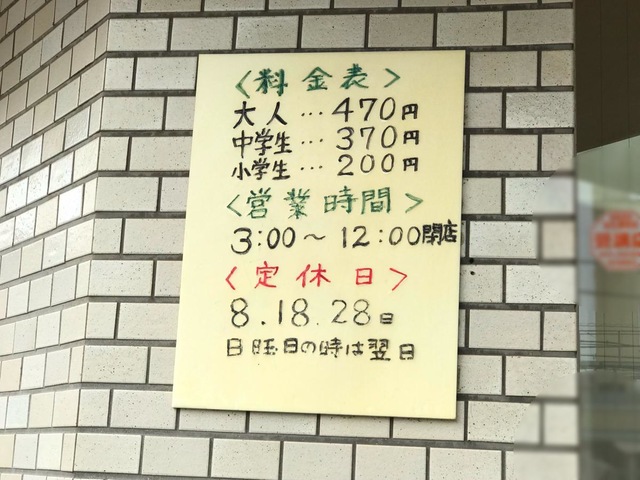 〈料金表〉
大人…470円
中学生…370円
小学生…200円
〈営業時間〉
3:00～12:00閉店
〈定休日〉
8.18.28日
日曜日の時は翌日